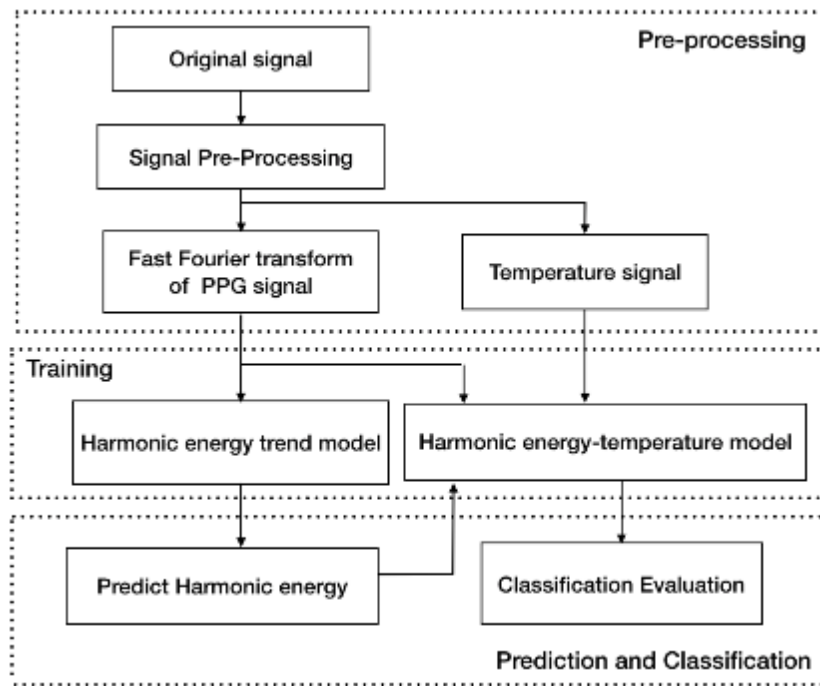 Pre-processing
Original signal
Signal Pre-Processing
Fast Fourier transform
of PPG signal
Temperature signal
Training
Harmonic energy trend model
Harmonic energy-temperature model
Predict Harmonic energy
Classification Evaluation
Prediction and Classification